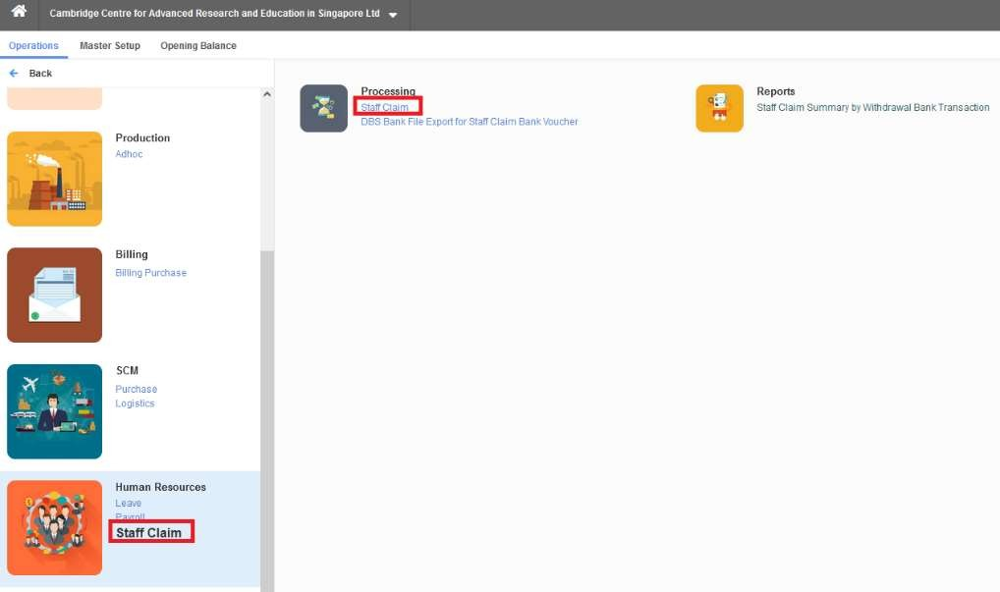 Cambridge Centre for Advanced Research and Education in Singapore Ltd
Operations Master Setup Opening Balance
Back
Production
Adhoc
Billing
Billing Purchase
SCM
Purchase
Logistics
Human Resources
Leave
Payroll
Staff Claim
Processing
Staff Claim
DBS Bank File Export for Staff Claim Bank Voucher
Reports
Staff Claim Summary by Withdrawal Bank Transaction